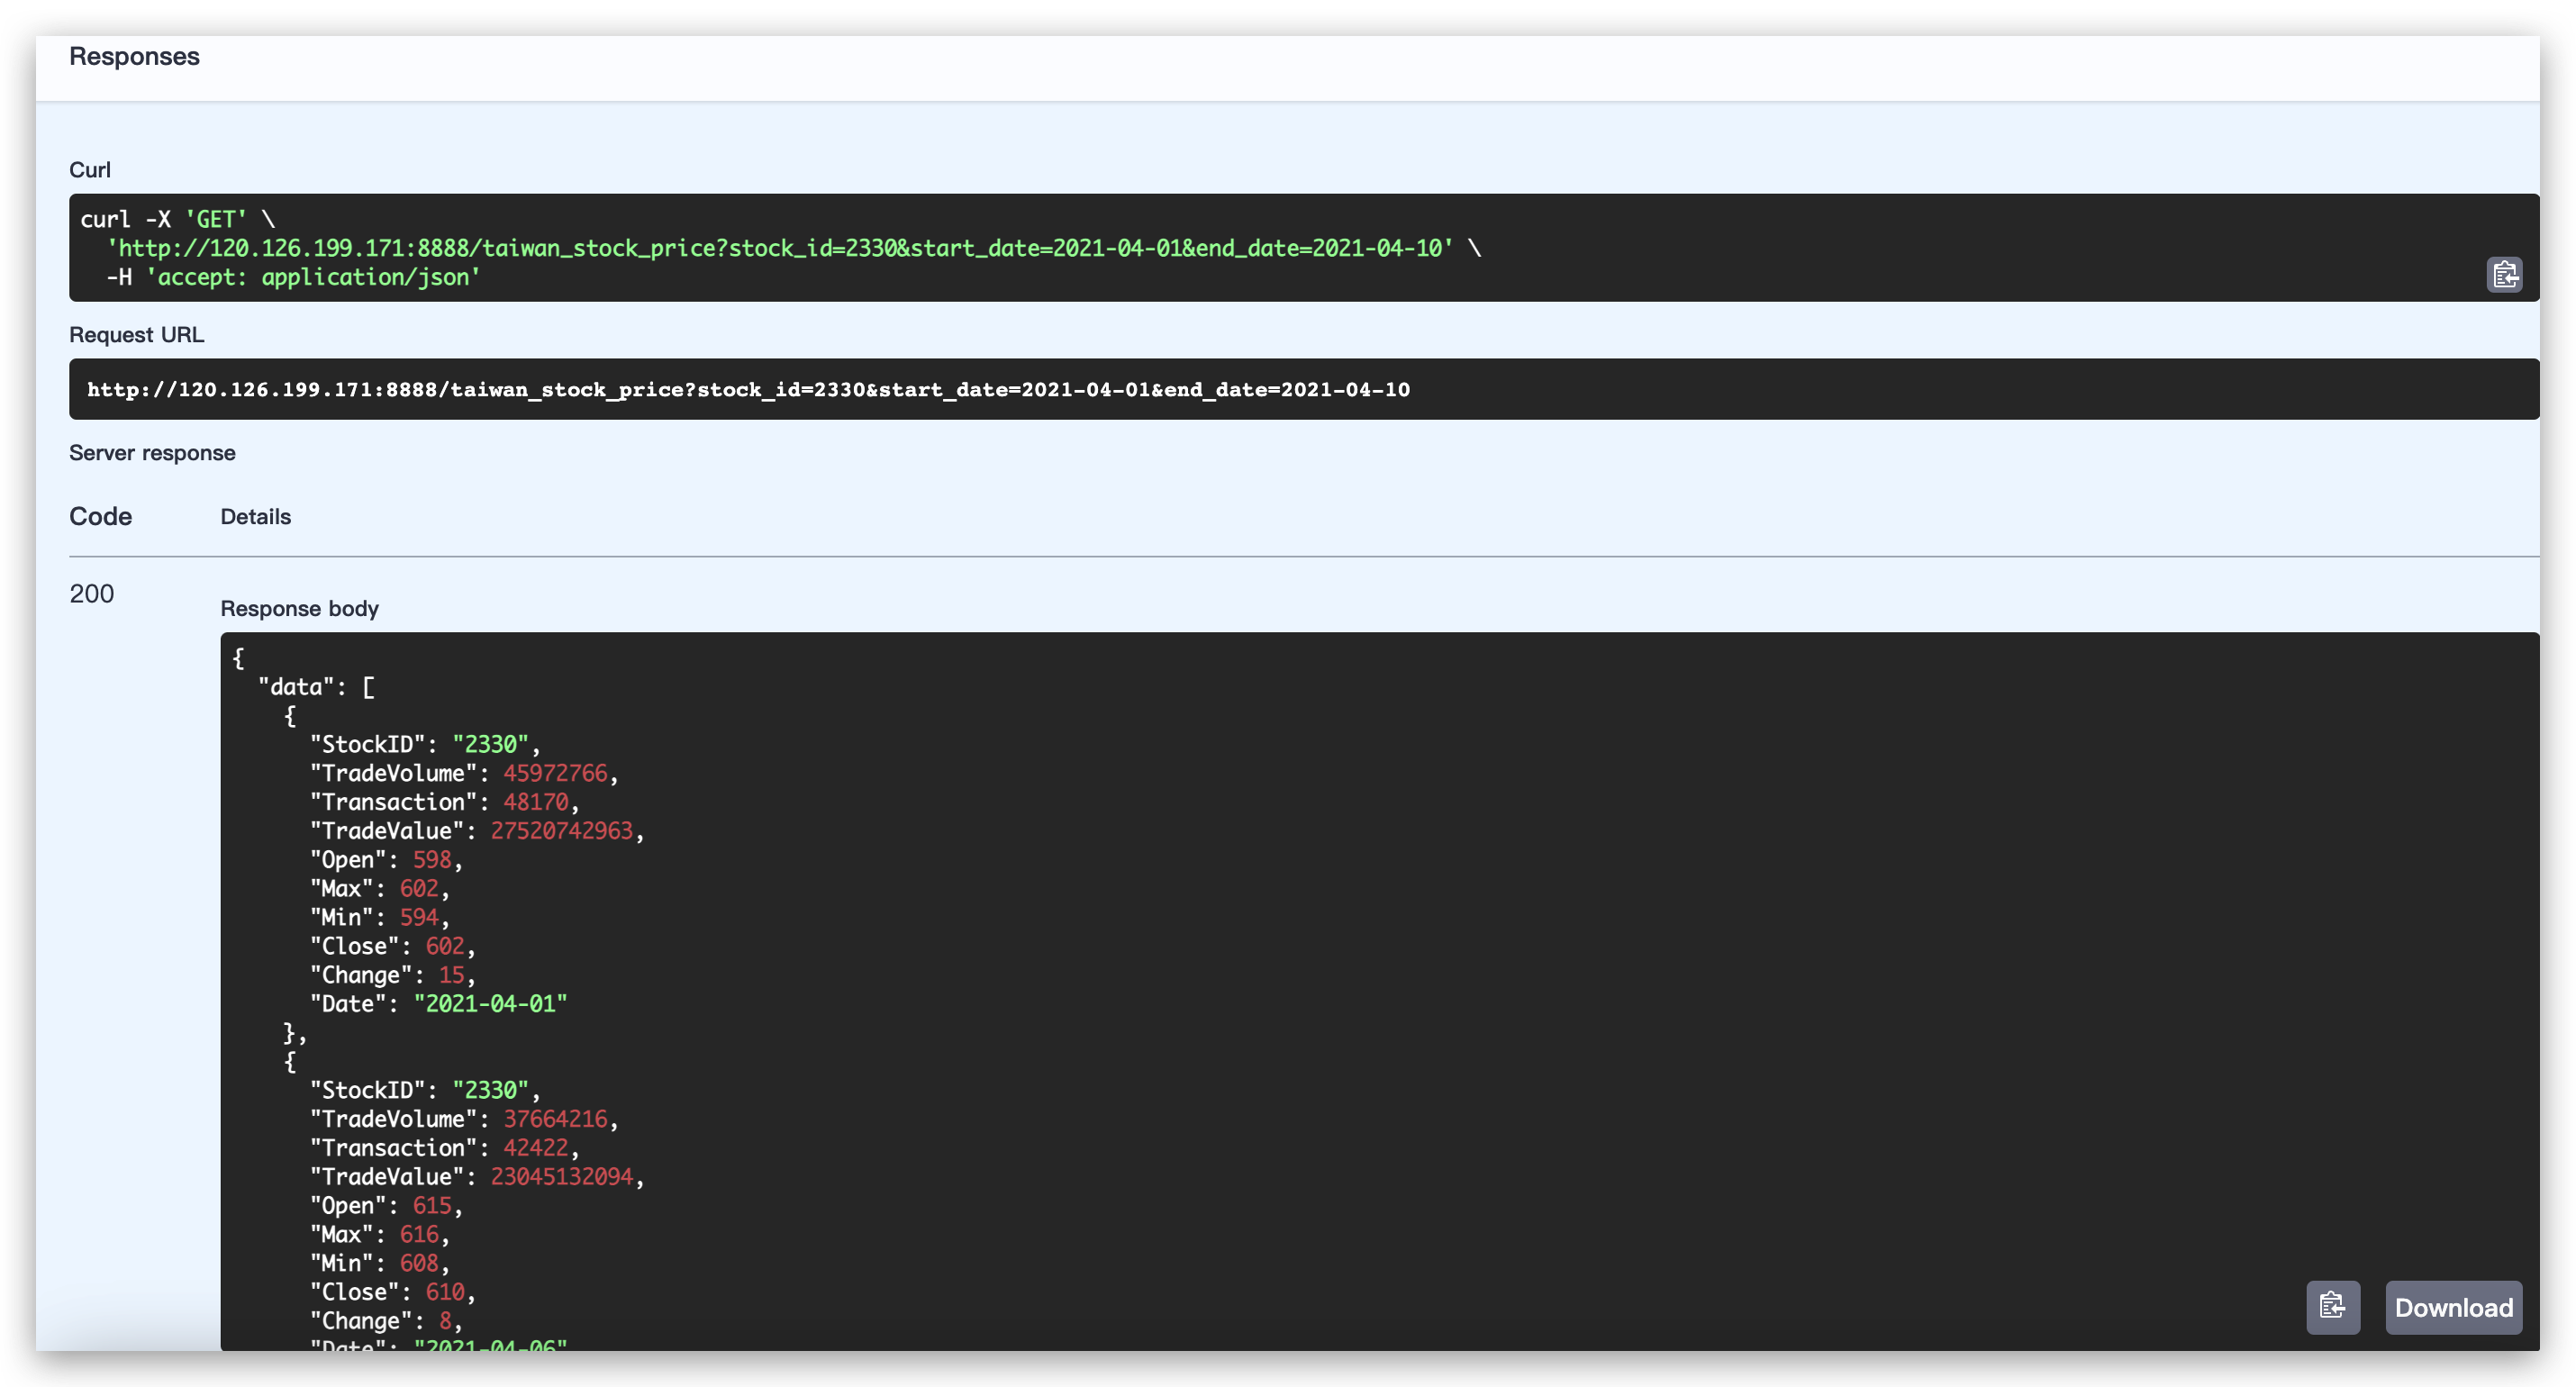 Responses
Curl
curl -X 'GET' \
  'http://120.126.199.171:8888/taiwan_stock_price?stock_id=2330&start_date=2021-04-01&end_date=2021-04-10' \
  -H 'accept: application/json'
Request URL
http://120.126.199.171:8888/taiwan_stock_price?stock_id=2330&start_date=2021-04-01&end_date=2021-04-10
Server response
Code Details
200
Response body
{
  "data": [
    {
      "StockID": "2330",
      "TradeVolume": 45972766,
      "Transaction": 48170,
      "TradeValue": 27520742963,
      "Open": 598,
      "Max": 602,
      "Min": 594,
      "Close": 602,
      "Change": 15,
      "Date": "2021-04-01"
    },
    {
      "StockID": "2330",
      "TradeVolume": 37664216,
      "Transaction": 42422,
      "TradeValue": 23045132094,
      "Open": 615,
      "Max": 616,
      "Min": 608,
      "Close": 610,
      "Change": 8,
      "Date": "2021-04-06"
Download